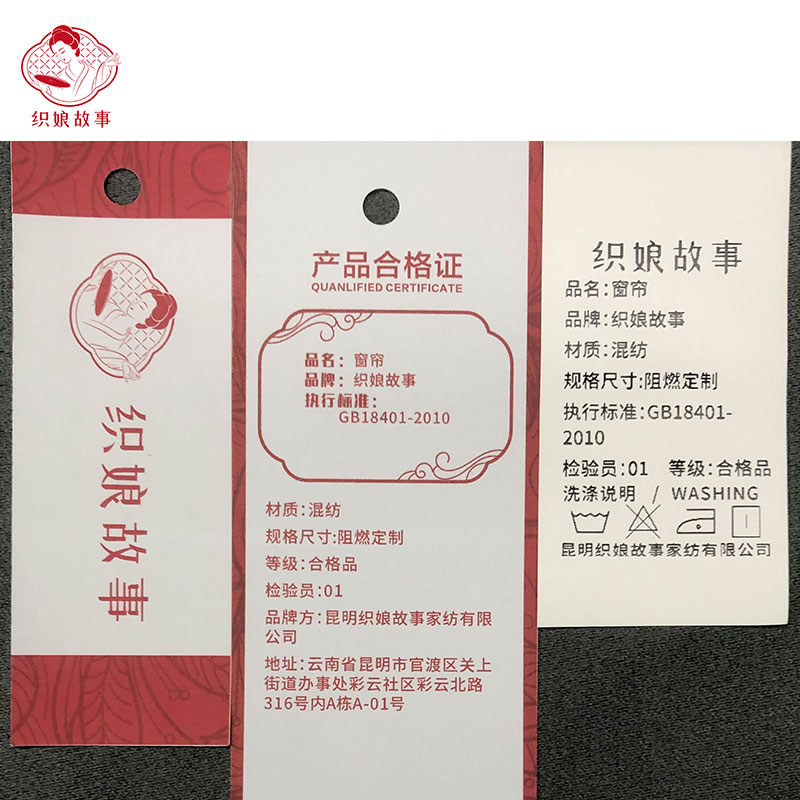 织娘故事
织娘故事
产品合格证
QUANLIFIED CERTIFICATE
品名：窗帘
品牌：织娘故事
执行标准：
GB18401-2010
材质:混纺
规格尺寸:阻燃定制
等级:合格品
检验员:01
品牌方：昆明织娘故事家纺有限
公司
地址:云南省昆明市官渡区关上
街道办事处彩云社区彩云北路
316号内A栋A-01号
织娘故事
品名:窗帘
品牌:织娘故事
材质:混纺
规格尺寸:阻燃定制
执行标准:GB18401-
2010
检验员:01 等级:合格品
洗涤说明 / WASHING
昆明织娘故事家纺有限公司